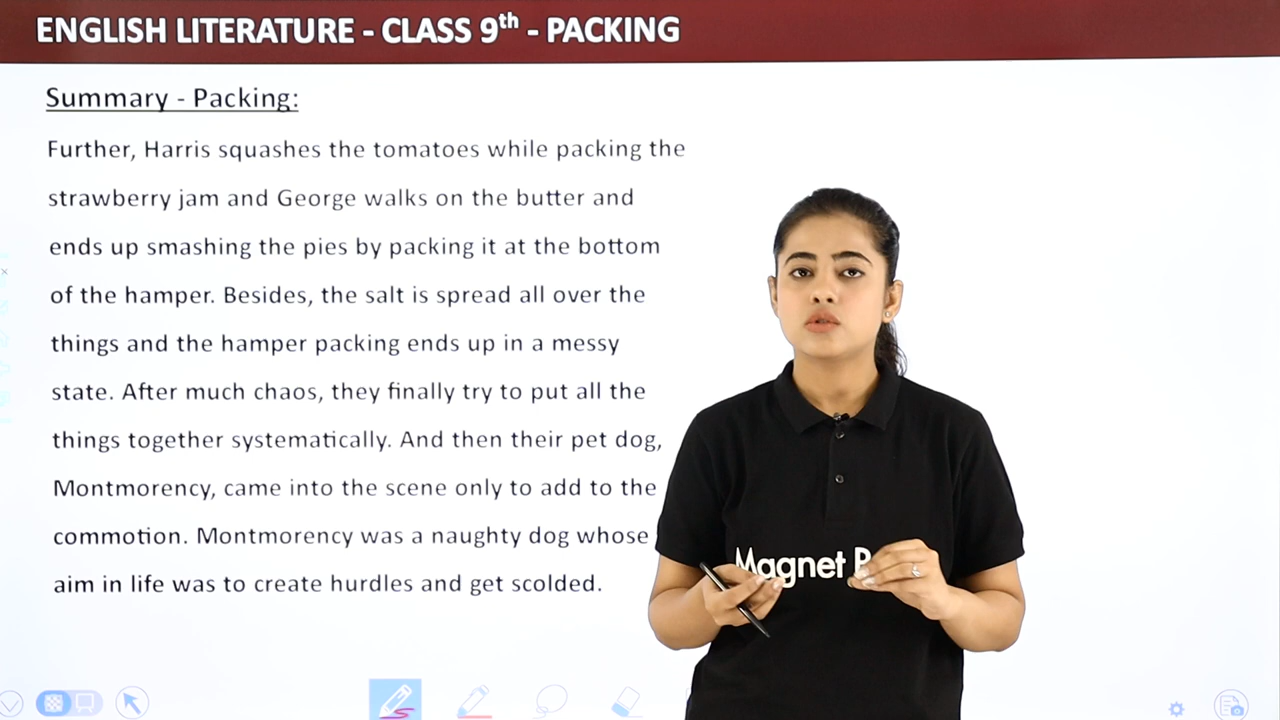 ENGLISH LITERATURE - CLASS 9th - PACKING
Summary - Packing:
Further, Harris squashes the tomatoes while packing the
strawberry jam and George walks on the butter and
ends up smashing the pies by packing it at the bottom
of the hamper. Besides, the salt is spread all over the
things and the hamper packing ends up in a messy
state. After much chaos, they finally try to put all the
things together systematically. And then their pet dog,
Montmorency, came into the scene only to add to the
commotion. Montmorency was a naughty dog whose
aim in life was to create hurdles and get scolded.
Magnet B